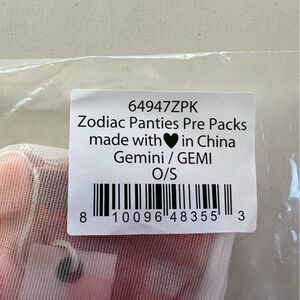 64947ZPK
Zodiac Panties Pre Packs
made with🖤in China
Gemini / GEMI
O/S
8 10096 48355 3